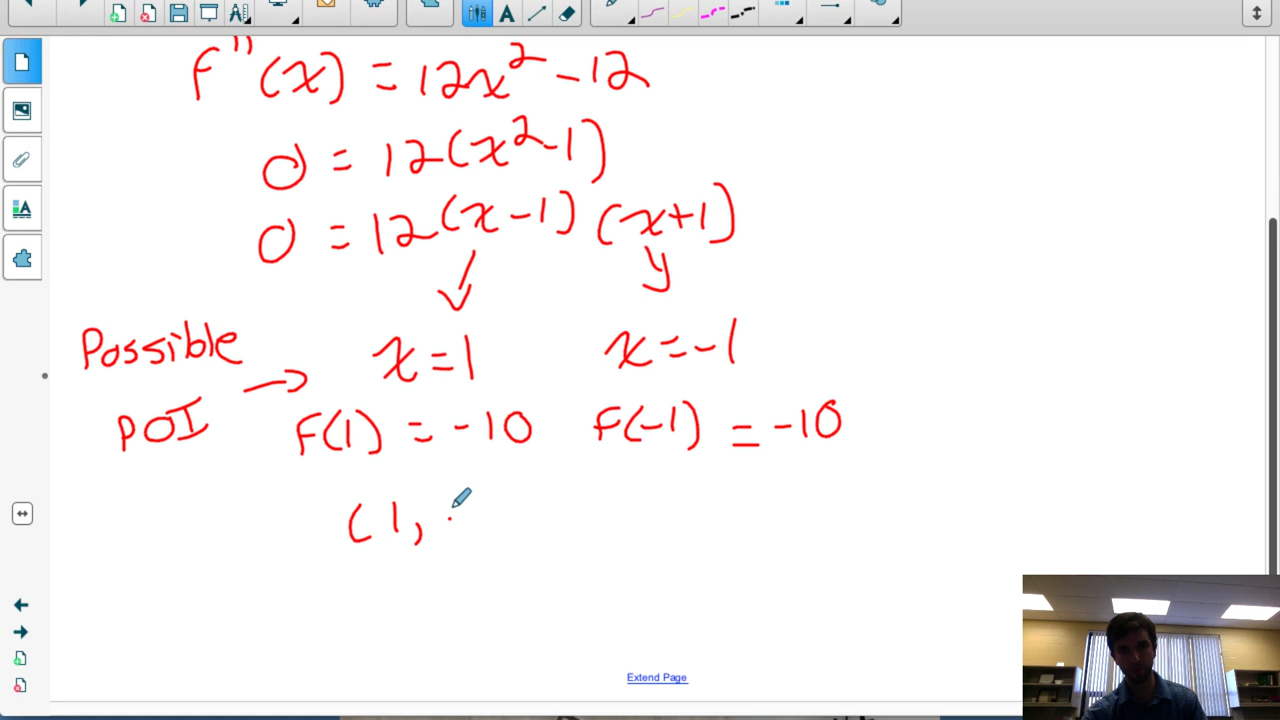 f''(x) = 12x² - 12
0 = 12(x² - 1)
0 = 12(x - 1)(x + 1)
Possible
x = 1 x = -1
POI → F(1) = -10 F(-1) = -10
(1,
Extend Page